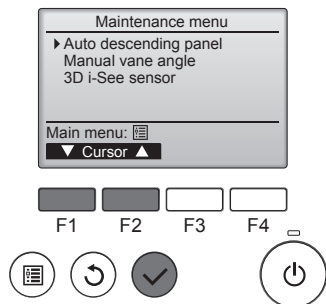 Maintenance menu
Auto descending panel
Manual vane angle
3D i-See sensor
Main menu:
▼ Cursor ▲
F1 F2 F3 F4